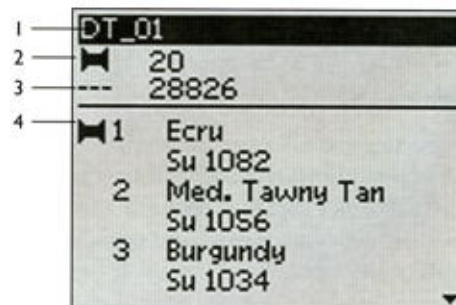 1 DT_01
2 20
3 --- 28826
4 1 Ecru
Su 1082
2 Med. Tawny Tan
Su 1056
3 Burgundy
Su 1034